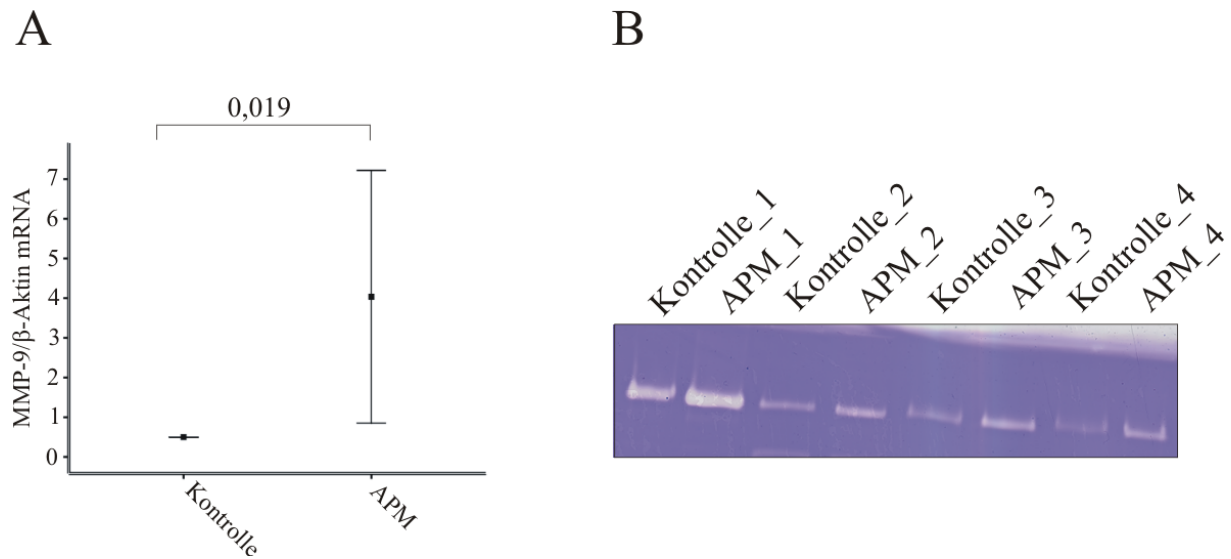 A
B
0,019
MMP-9/β-Aktin mRNA
7
6
5
4
3
2
1
0
Kontrolle
APM
Kontrolle_1
APM_1
Kontrolle_2
APM_2
Kontrolle_3
APM_3
Kontrolle_4
APM_4